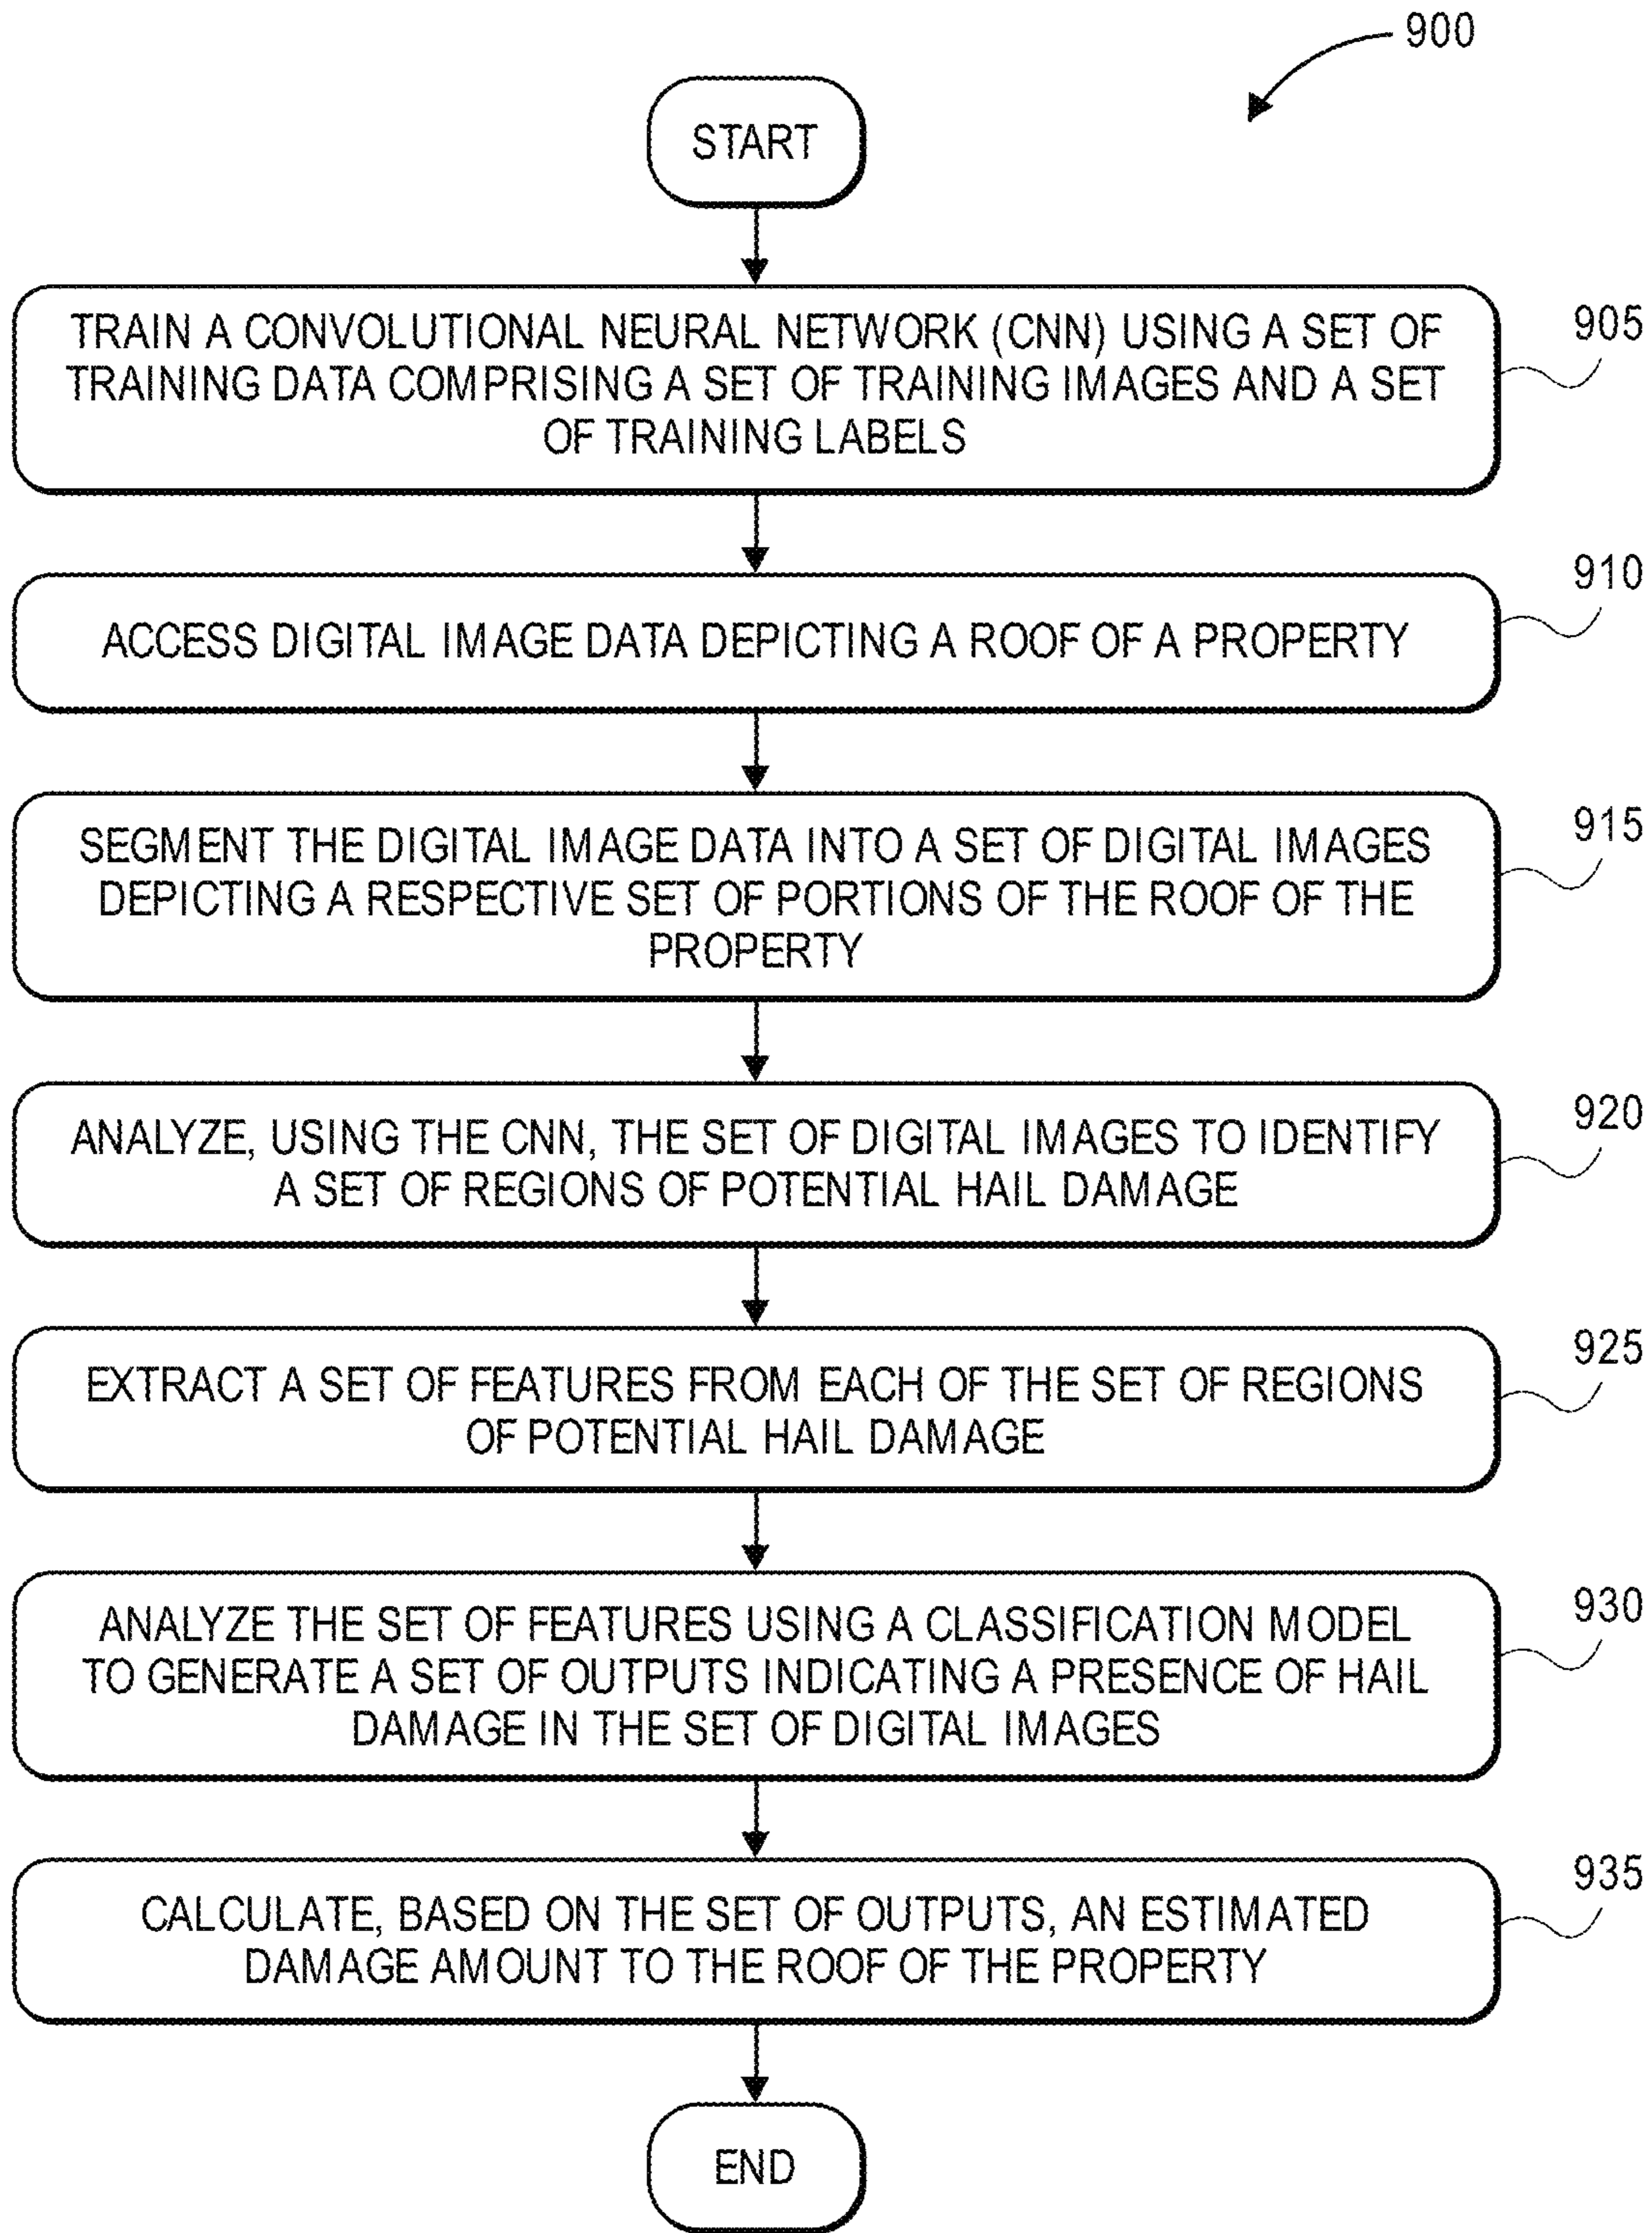 900
START
TRAIN A CONVOLUTIONAL NEURAL NETWORK (CNN) USING A SET OF
TRAINING DATA COMPRISING A SET OF TRAINING IMAGES AND A SET
OF TRAINING LABELS
905
ACCESS DIGITAL IMAGE DATA DEPICTING A ROOF OF A PROPERTY
910
SEGMENT THE DIGITAL IMAGE DATA INTO A SET OF DIGITAL IMAGES
DEPICTING A RESPECTIVE SET OF PORTIONS OF THE ROOF OF THE
PROPERTY
915
ANALYZE, USING THE CNN, THE SET OF DIGITAL IMAGES TO IDENTIFY
A SET OF REGIONS OF POTENTIAL HAIL DAMAGE
920
EXTRACT A SET OF FEATURES FROM EACH OF THE SET OF REGIONS
OF POTENTIAL HAIL DAMAGE
925
ANALYZE THE SET OF FEATURES USING A CLASSIFICATION MODEL
TO GENERATE A SET OF OUTPUTS INDICATING A PRESENCE OF HAIL
DAMAGE IN THE SET OF DIGITAL IMAGES
930
CALCULATE, BASED ON THE SET OF OUTPUTS, AN ESTIMATED
DAMAGE AMOUNT TO THE ROOF OF THE PROPERTY
935
END